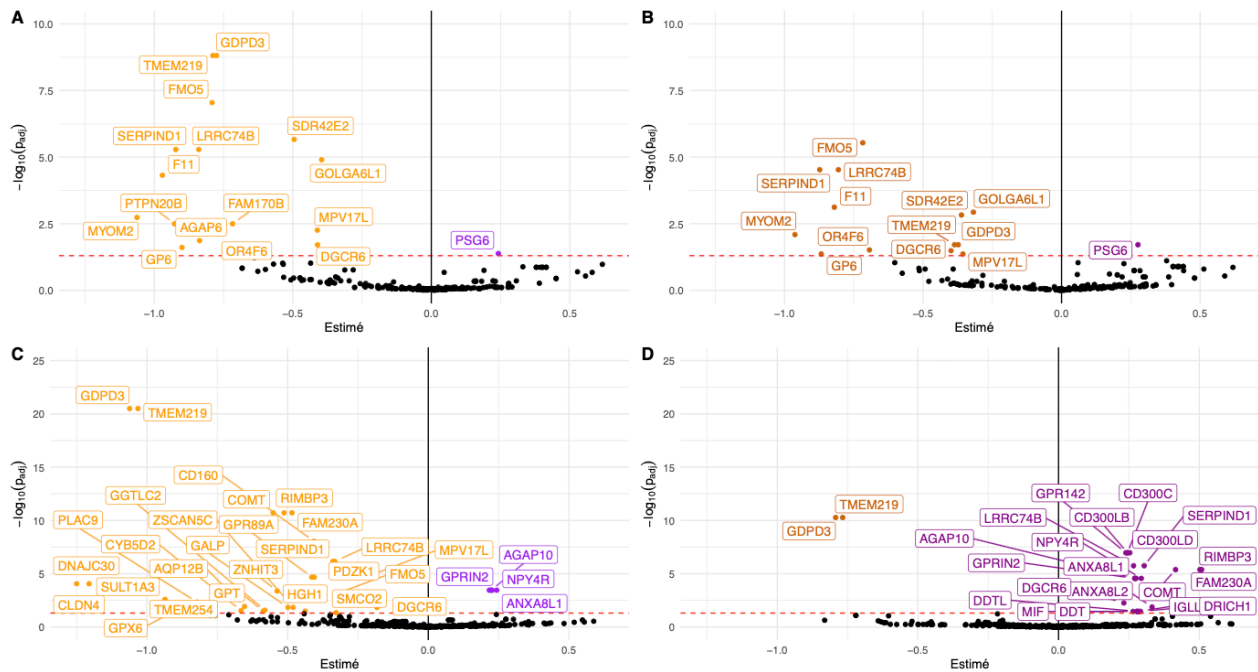 A
10.0
7.5
5.0
2.5
0.0
−log10(padj)
GDPD3
TMEM219
FMO5
SERPIND1
LRRC74B
SDR42E2
F11
GOLGA6L1
PTPN20B
FAM170B
MYOM2
AGAP6
MPV17L
GP6
OR4F6
DGCR6
PSG6
−1.0
−0.5
0.0
0.5
Estimé
B
10.0
7.5
5.0
2.5
0.0
−log10(padj)
FMO5
SERPIND1
LRRC74B
F11
SDR42E2
GOLGA6L1
MYOM2
TMEM219
OR4F6
GDPD3
DGCR6
GP6
MPV17L
PSG6
−1.0
−0.5
0.0
0.5
Estimé
C
25
20
15
10
5
0
−log10(padj)
GDPD3
TMEM219
CD160
GGTLC2
COMT
RIMBP3
PLAC9
ZSCAN5C
GPR89A
FAM230A
CYB5D2
GALP
SERPIND1
LRRC74B
MPV17L
DNAJC30
AQP12B
ZNHIT3
PDZK1
FMO5
SULT1A3
GPT
HGH1
SMCO2
CLDN4
TMEM254
DGCR6
GPX6
AGAP10
GPRIN2
NPY4R
ANXA8L1
−1.0
−0.5
0.0
0.5
Estimé
D
25
20
15
10
5
0
−log10(padj)
TMEM219
GDPD3
GPR142
CD300C
LRRC74B
CD300LB
SERPIND1
AGAP10
NPY4R
CD300LD
GPRIN2
ANXA8L1
RIMBP3
DGCR6
ANXA8L2
COMT
FAM230A
DDTL
MIF
DDT
IGLL
DRICH1
−1.0
−0.5
0.0
0.5
Estimé